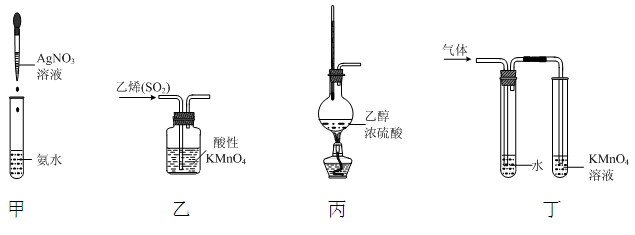 AgNO₃
溶液
氨水
甲
乙烯(SO₂)
酸性
KMnO₄
乙
乙醇
浓硫酸
丙
气体
水
KMnO₄
溶液
丁